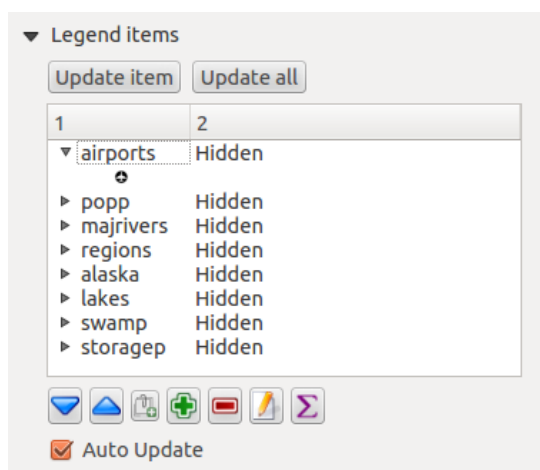 Legend items
Update item Update all
1 2
airports Hidden
popp Hidden
majrivers Hidden
regions Hidden
alaska Hidden
lakes Hidden
swamp Hidden
storagep Hidden
Σ
Auto Update